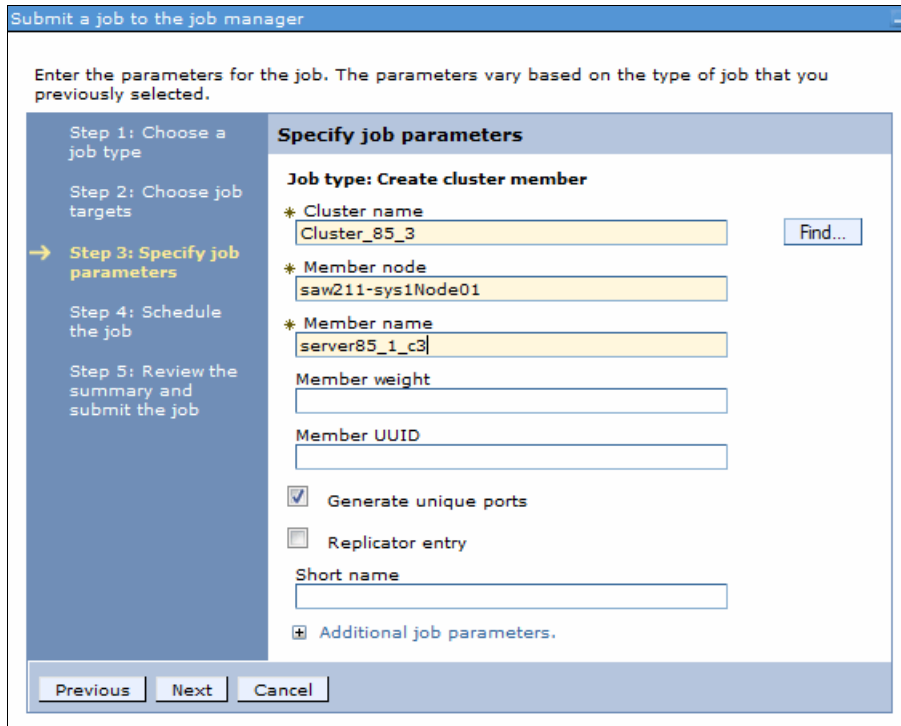 Submit a job to the job manager
Enter the parameters for the job. The parameters vary based on the type of job that you
previously selected.
Step 1: Choose a
job type
Step 2: Choose job
targets
Step 3: Specify job
parameters
Step 4: Schedule
the job
Step 5: Review the
summary and
submit the job
Specify job parameters
Job type: Create cluster member
* Cluster name
Cluster_85_3
Find...
* Member node
saw211-sys1Node01
* Member name
server85_1_c3
Member weight
Member UUID
Generate unique ports
Replicator entry
Short name
Additional job parameters.
Previous
Next
Cancel